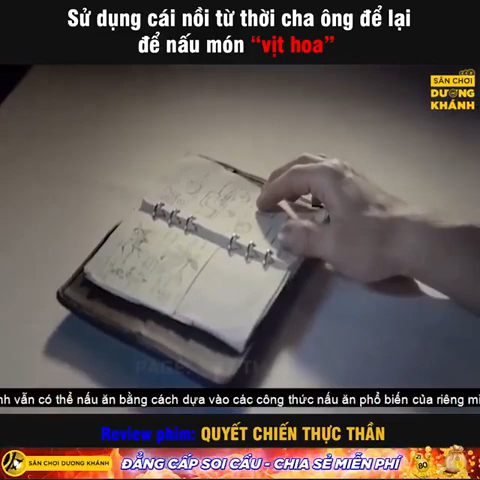 Sử dụng cái nồi từ thời cha ông để lại
để nấu món “vịt hoa”
SÂN CHƠI
DƯƠNG
KHÁNH
nh vẫn có thể nấu ăn bằng cách dựa vào các công thức nấu ăn phổ biến của riêng mì
Review phim: QUYẾT CHIẾN THỰC THẦN
SÂN CHƠI DƯƠNG KHÁNH
ĐẲNG CẤP SOI CẦU - CHIA SẺ MIỄN PHÍ